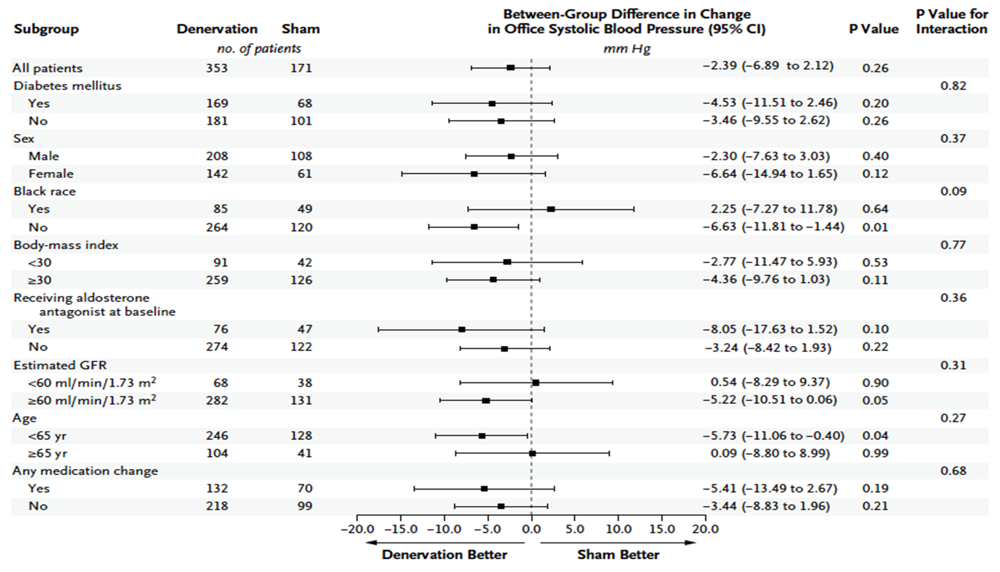 Between-Group Difference in Change P Value for
Subgroup Denervation Sham in Office Systolic Blood Pressure (95% CI) P Value Interaction
no. of patients mm Hg
All patients 353 171 −2.39 (−6.89 to 2.12) 0.26
Diabetes mellitus 0.82
Yes 169 68 −4.53 (−11.51 to 2.46) 0.20
No 181 101 −3.46 (−9.55 to 2.62) 0.26
Sex 0.37
Male 208 108 −2.30 (−7.63 to 3.03) 0.40
Female 142 61 −6.64 (−14.94 to 1.65) 0.12
Black race 0.09
Yes 85 49 2.25 (−7.27 to 11.78) 0.64
No 264 120 −6.63 (−11.81 to −1.44) 0.01
Body-mass index 0.77
<30 91 42 −2.77 (−11.47 to 5.93) 0.53
≥30 259 126 −4.36 (−9.76 to 1.03) 0.11
Receiving aldosterone 0.36
antagonist at baseline
Yes 76 47 −8.05 (−17.63 to 1.52) 0.10
No 274 122 −3.24 (−8.42 to 1.93) 0.22
Estimated GFR 0.31
<60 ml/min/1.73 m² 68 38 0.54 (−8.29 to 9.37) 0.90
≥60 ml/min/1.73 m² 282 131 −5.22 (−10.51 to 0.06) 0.05
Age 0.27
<65 yr 246 128 −5.73 (−11.06 to −0.40) 0.04
≥65 yr 104 41 0.09 (−8.80 to 8.99) 0.99
Any medication change 0.68
Yes 132 70 −5.41 (−13.49 to 2.67) 0.19
No 218 99 −3.44 (−8.83 to 1.96) 0.21
−20.0 −15.0 −10.0 −5.0 0.0 5.0 10.0 15.0 20.0
Denervation Better Sham Better